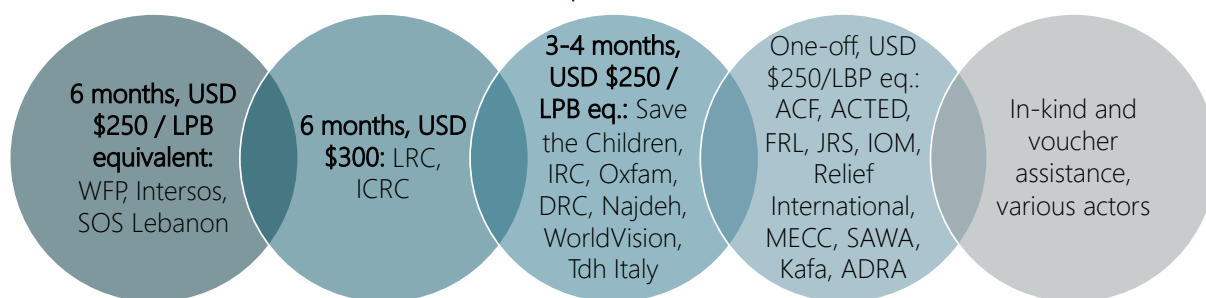 6 months, USD
$250 / LPB
equivalent:
WFP, Intersos,
SOS Lebanon
6 months, USD
$300: LRC,
ICRC
3-4 months,
USD $250 /
LPB eq.: Save
the Children,
IRC, Oxfam,
DRC, Najdeh,
WorldVision,
Tdh Italy
One-off, USD
$250/LBP eq.:
ACF, ACTED,
FRL, JRS, IOM,
Relief
International,
MECC, SAWA,
Kafa, ADRA
In-kind and
voucher
assistance,
various actors